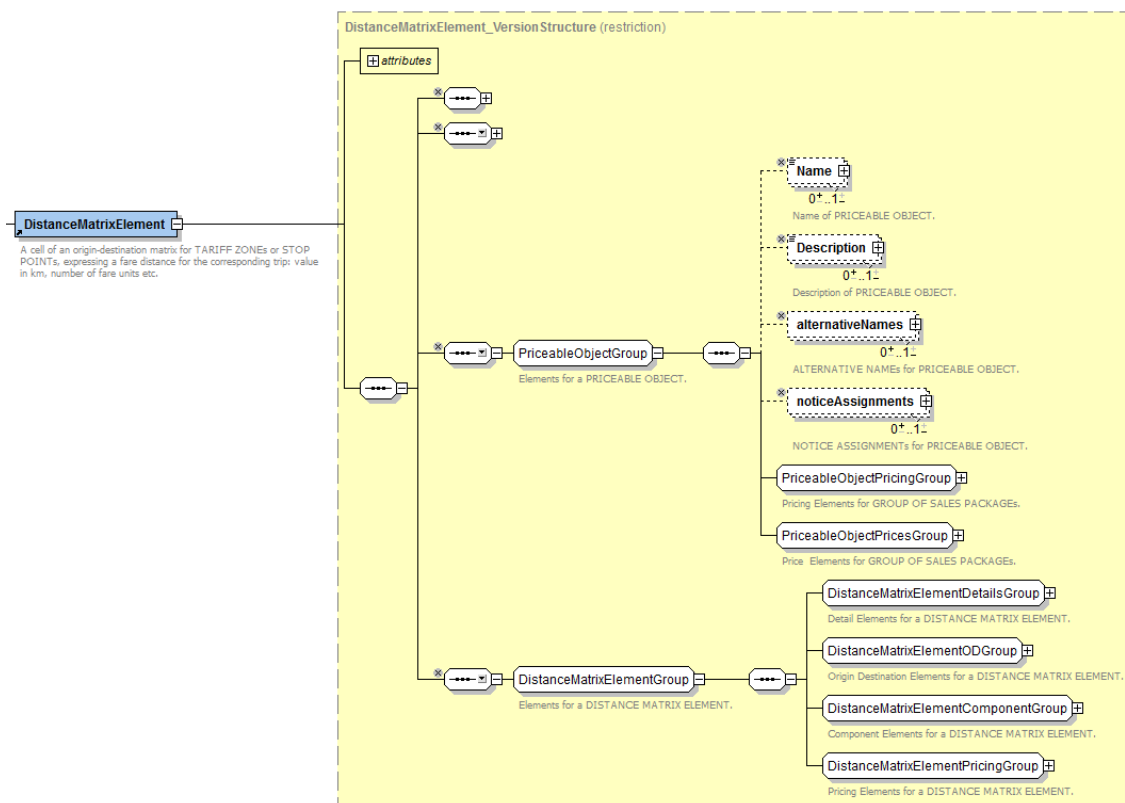 DistanceMatrixElement_VersionStructure (restriction)
attributes
Name
0+..1±
Name of PRICEABLE OBJECT.
DistanceMatrixElement
A cell of an origin-destination matrix for TARIFF ZONEs or STOP
POINTs, expressing a fare distance for the corresponding trip: value
in km, number of fare units etc.
Description
0+..1±
Description of PRICEABLE OBJECT.
alternativeNames
0+..1±
ALTERNATIVE NAMEs for PRICEABLE OBJECT.
PriceableObjectGroup
Elements for a PRICEABLE OBJECT.
noticeAssignments
0+..1±
NOTICE ASSIGNMENTs for PRICEABLE OBJECT.
PriceableObjectPricingGroup
Pricing Elements for GROUP OF SALES PACKAGEs.
PriceableObjectPricesGroup
Price Elements for GROUP OF SALES PACKAGEs.
DistanceMatrixElementDetailsGroup
Detail Elements for a DISTANCE MATRIX ELEMENT.
DistanceMatrixElementODGroup
Origin Destination Elements for a DISTANCE MATRIX ELEMENT.
DistanceMatrixElementGroup
Elements for a DISTANCE MATRIX ELEMENT.
DistanceMatrixElementComponentGroup
Component Elements for a DISTANCE MATRIX ELEMENT.
DistanceMatrixElementPricingGroup
Pricing Elements for a DISTANCE MATRIX ELEMENT.